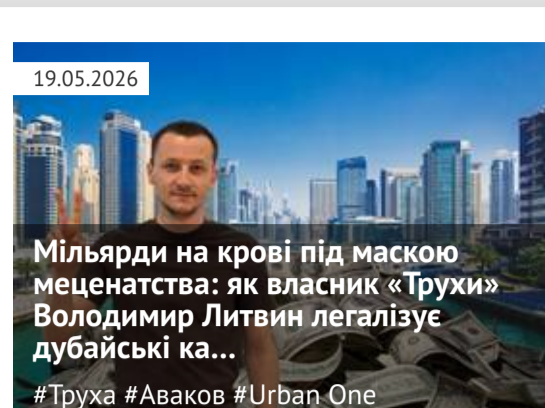 19.05.2026
Мільярди на крові під маскою
меценатства: як власник «Трухи»
Володимир Литвин легалізує
дубайські ка...
#Труха #Аваков #Urban One